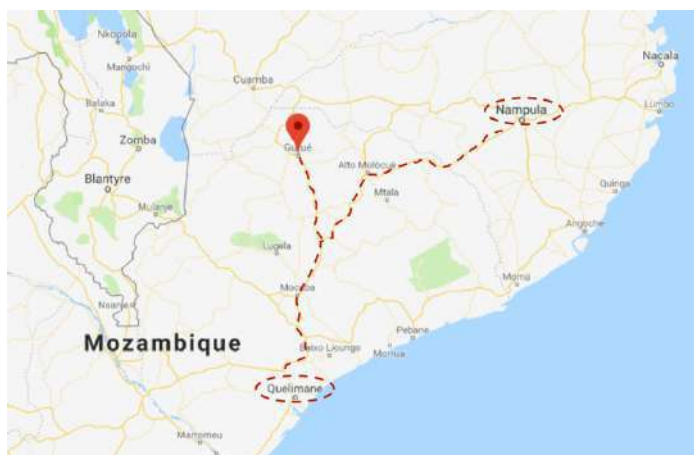 Nkopola
Mangochi
Cuamba
Nacala
Nampula
Lumbo
Balaka
Zomba
Gurué
Alto Molócuè
Blantyre
Mtala
Quinga
Mulanje
Angoche
Lugela
Moma
Nsanje
Mocuba
Mozambique
Pebane
Baixo Licungo
Moriua
Quelimane
Marromeu